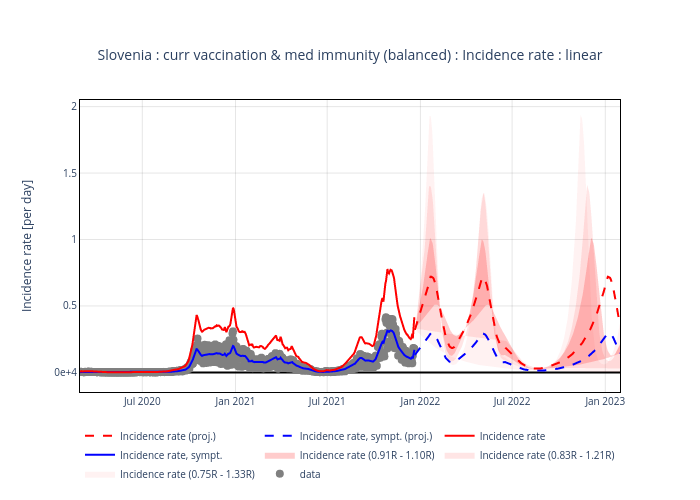 Slovenia : curr vaccination & med immunity (balanced) : Incidence rate : linear
2
1.5
1
0.5
0e+4
Incidence rate [per day]
Jul 2020
Jan 2021
Jul 2021
Jan 2022
Jul 2022
Jan 2023
Incidence rate (proj.)
Incidence rate, sympt. (proj.)
Incidence rate
Incidence rate, sympt.
Incidence rate (0.91R - 1.10R)
Incidence rate (0.83R - 1.21R)
Incidence rate (0.75R - 1.33R)
data